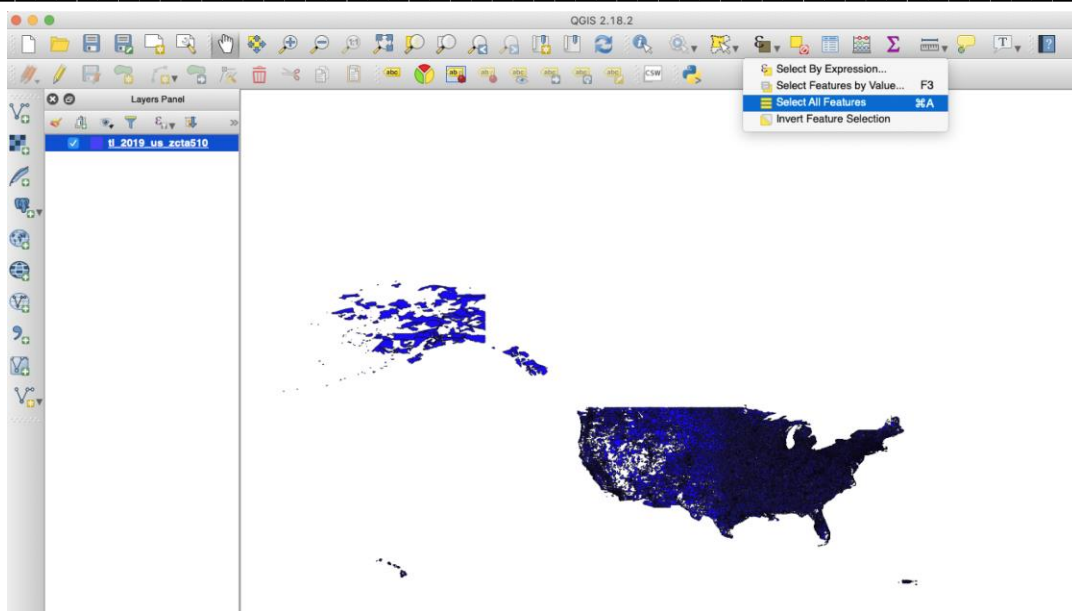 QGIS 2.18.2
CSW
Select By Expression...
Select Features by Value... F3
Select All Features ⌘A
Invert Feature Selection
Layers Panel
tl_2019_us_zcta510